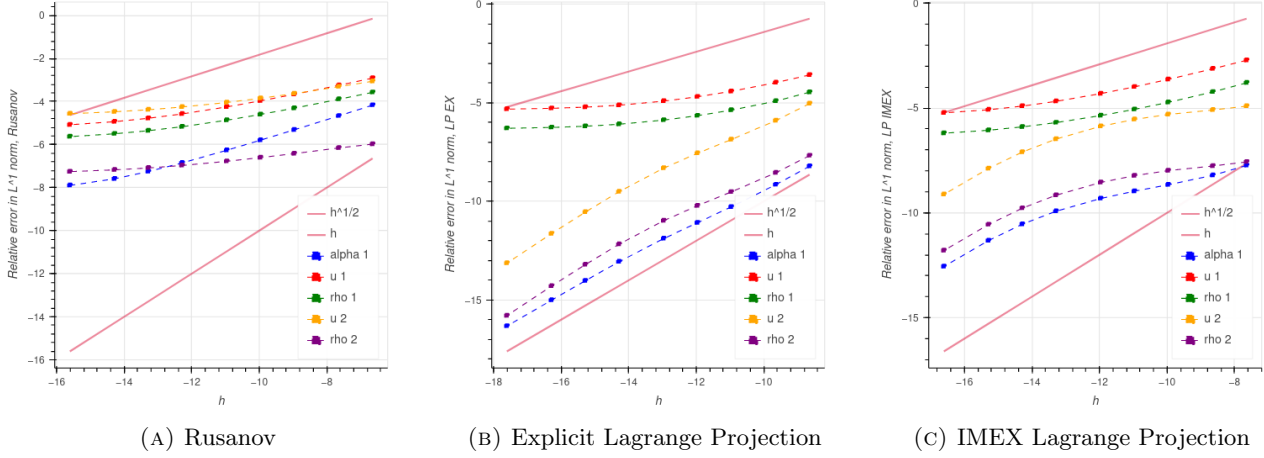 Relative error in L^1 norm, Rusanov
0
−2
−4
−6
−8
−10
−12
−14
−16
−16
−14
−12
−10
−8
h
h^1/2
h
alpha 1
u 1
rho 1
u 2
rho 2
(A) Rusanov
Relative error in L^1 norm, LP EX
0
−5
−10
−15
−18
−16
−14
−12
−10
h
h^1/2
h
alpha 1
u 1
rho 1
u 2
rho 2
(B) Explicit Lagrange Projection
Relative error in L^1 norm, LP IMEX
0
−5
−10
−15
−16
−14
−12
−10
−8
h
h^1/2
h
alpha 1
u 1
rho 1
u 2
rho 2
(C) IMEX Lagrange Projection